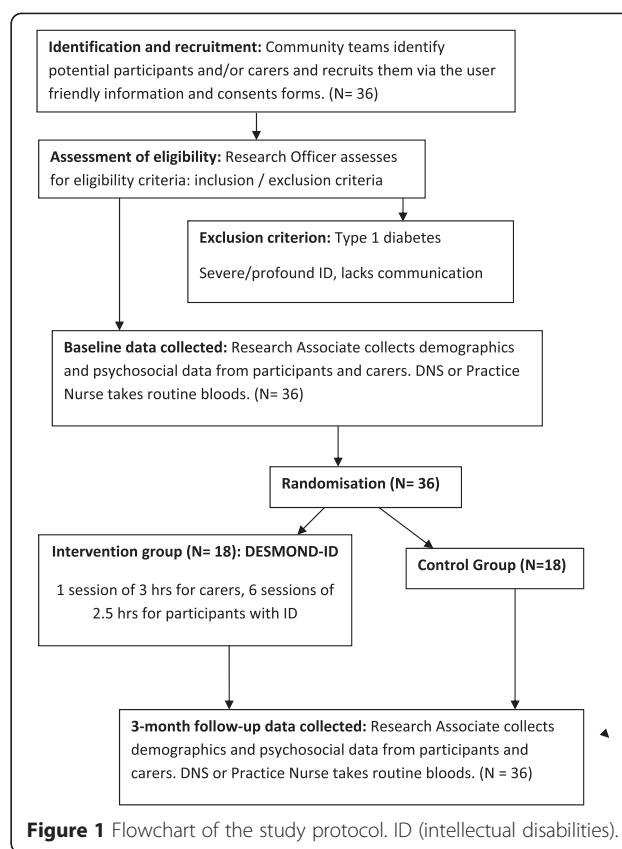 Identification and recruitment: Community teams identify
potential participants and/or carers and recruits them via the user
friendly information and consents forms. (N= 36)
Assessment of eligibility: Research Officer assesses
for eligibility criteria: inclusion / exclusion criteria
Exclusion criterion: Type 1 diabetes
Severe/profound ID, lacks communication
Baseline data collected: Research Associate collects demographics
and psychosocial data from participants and carers. DNS or Practice
Nurse takes routine bloods. (N= 36)
Randomisation (N= 36)
Intervention group (N= 18): DESMOND-ID
1 session of 3 hrs for carers, 6 sessions of
2.5 hrs for participants with ID
Control Group (N=18)
3-month follow-up data collected: Research Associate collects
demographics and psychosocial data from participants and
carers. DNS or Practice Nurse takes routine bloods. (N = 36)
Figure 1 Flowchart of the study protocol. ID (intellectual disabilities).